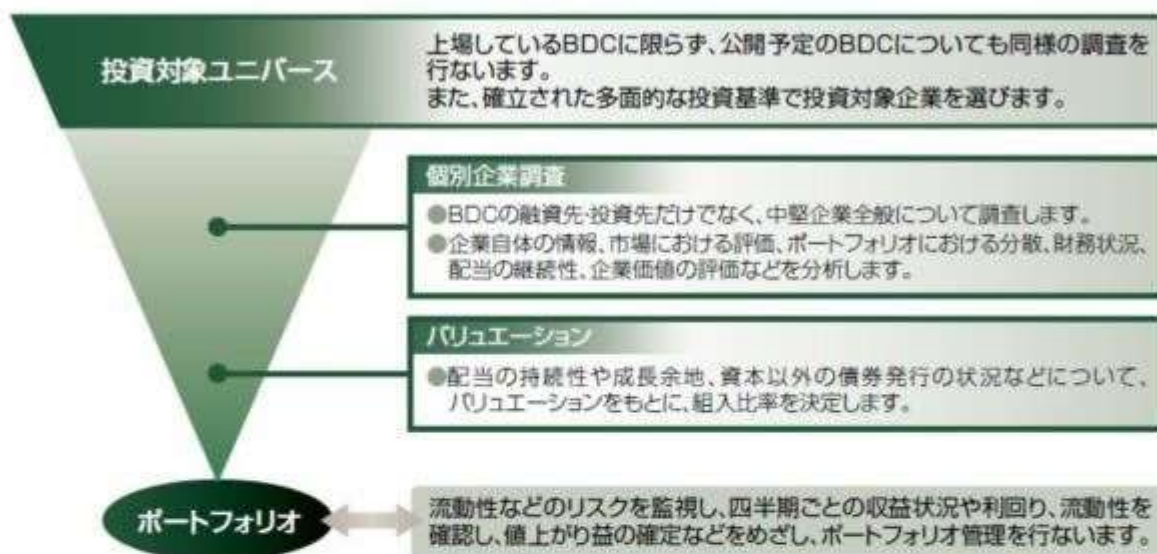 投資対象ユニバース
上場しているBDCに限らず、公開予定のBDCについても同様の調査を
行ないます。
また、確立された多面的な投資基準で投資対象企業を選びます。
個別企業調査
●BDCの融資先・投資先だけでなく、中堅企業全般について調査します。
●企業自体の情報、市場における評価、ポートフォリオにおける分散、財務状況、
配当の継続性、企業価値の評価などを分析します。
バリュエーション
●配当の持続性や成長余地、資本以外の債券発行の状況などについて、
バリュエーションをもとに、組入比率を決定します。
ポートフォリオ
流動性などのリスクを監視し、四半期ごとの収益状況や利回り、流動性を
確認し、値上がり益の確定などをめざし、ポートフォリオ管理を行ないます。